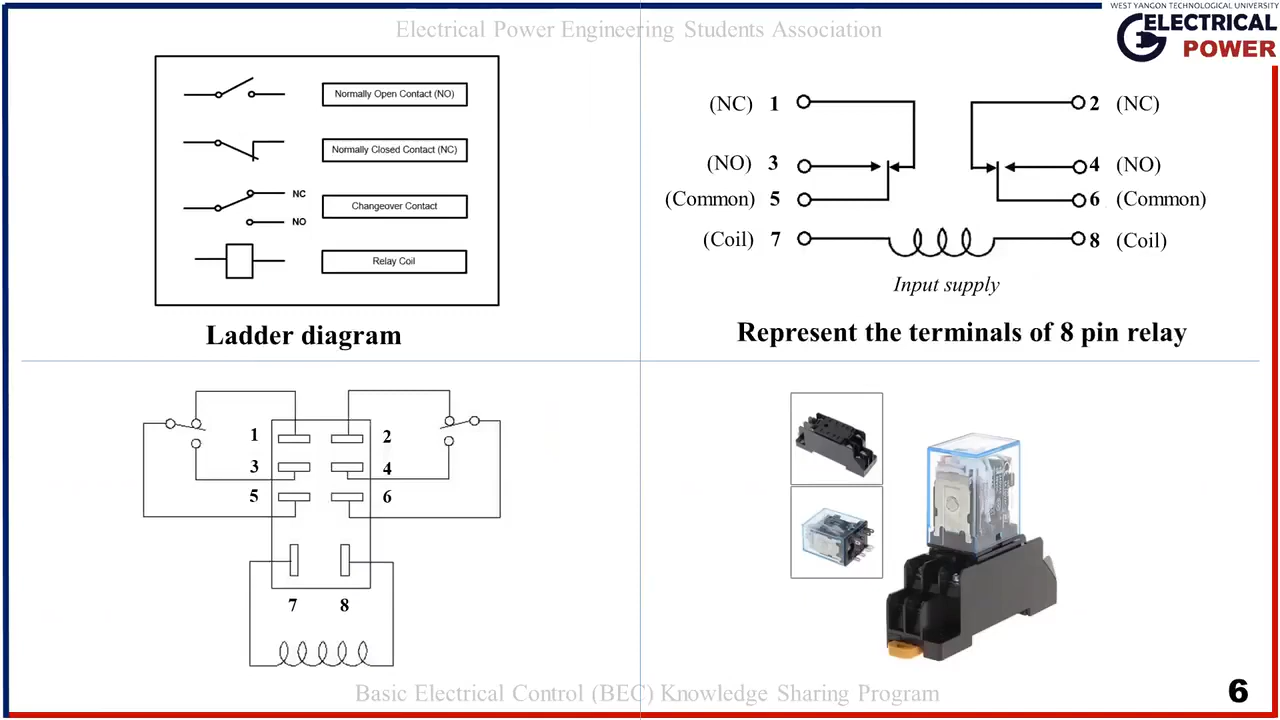 WEST YANGON TECHNOLOGICAL UNIVERSITY
ELECTRICAL
POWER
Electrical Power Engineering Students Association
Normally Open Contact (NO)
Normally Closed Contact (NC)
NC
Changeover Contact
NO
Relay Coil
Ladder diagram
(NC) 1
2 (NC)
(NO) 3
4 (NO)
(Common) 5
6 (Common)
(Coil) 7
8 (Coil)
Input supply
Represent the terminals of 8 pin relay
1 2
3 4
5 6
7 8
Basic Electrical Control (BEC) Knowledge Sharing Program
6